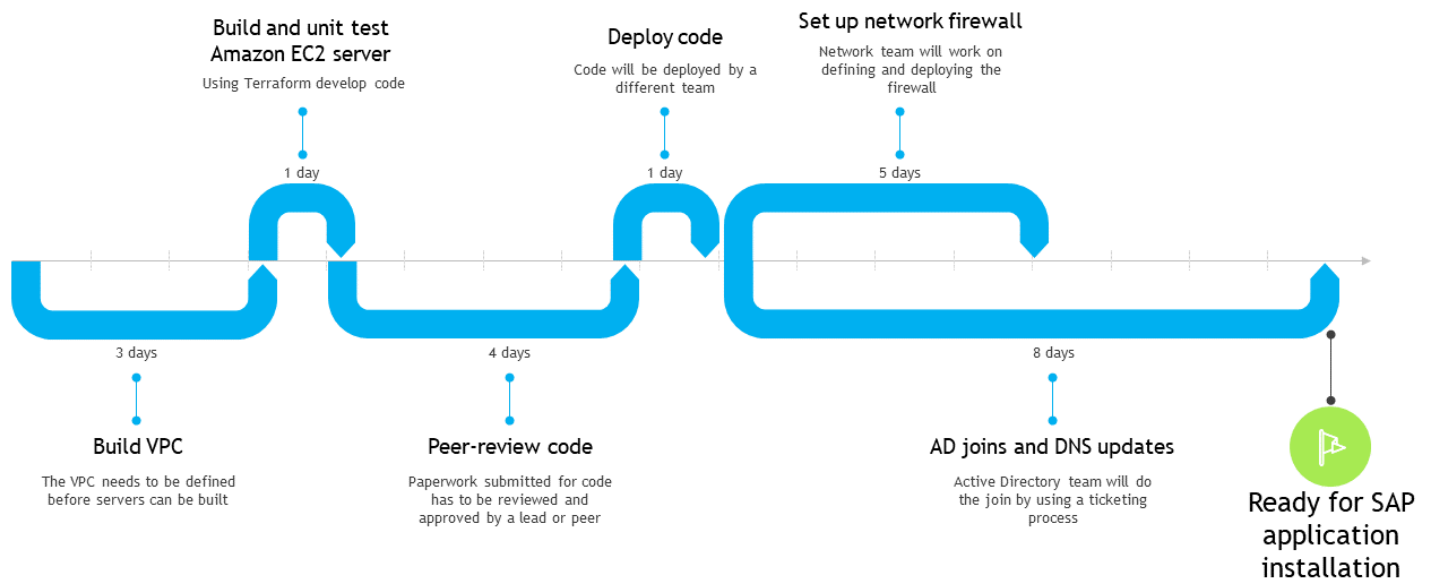 Build and unit test
Amazon EC2 server
Using Terraform develop code
1 day
Deploy code
Code will be deployed by a
different team
1 day
Set up network firewall
Network team will work on
defining and deploying the
firewall
5 days
3 days
Build VPC
The VPC needs to be defined
before servers can be built
4 days
Peer-review code
Paperwork submitted for code
has to be reviewed and
approved by a lead or peer
8 days
AD joins and DNS updates
Active Directory team will do
the join by using a ticketing
process
Ready for SAP
application
installation